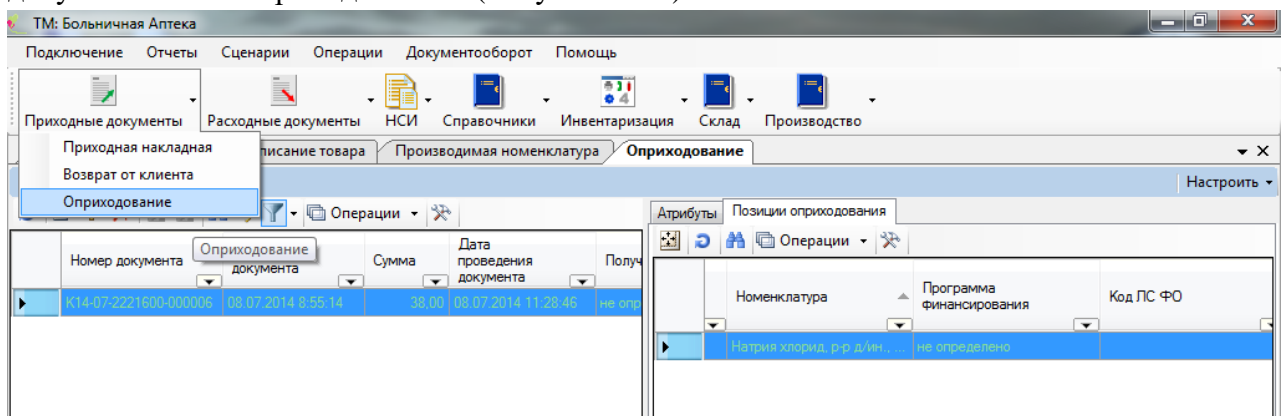 ТМ: Больничная Аптека
Подключение Отчеты Сценарии Операции Документооборот Помощь
Приходные документы Расходные документы НСИ Справочники Инвентаризация Склад Производство
Приходная накладная
Возврат от клиента
Оприходование
писание товара Производимая номенклатура Оприходование
Настроить
Операции
Оприходование
Номер документа документа Сумма Дата проведения документа Получ
K14-07-2221600-000006 08.07.2014 8:55:14 38,00 08.07.2014 11:28:46 не опр
Атрибуты Позиции оприходования
Операции
Номенклатура Программа финансирования Код ЛС ФО
Натрия хлорид, р-р д/ин., ... не определено